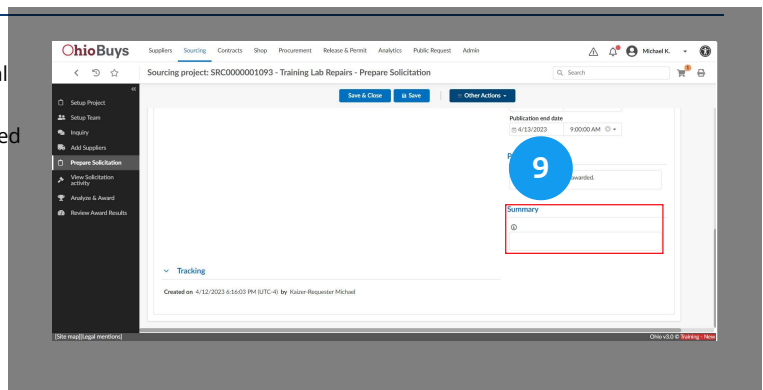 al
ed
OhioBuys
Suppliers Sourcing Contracts Shop Procurement Release & Permit Analytics Public Request Admin
Michael K.
Sourcing project: SRC0000001093 - Training Lab Repairs - Prepare Solicitation
Search
1
Save & Close Save Other Actions
Setup Project
Setup Team
Inquiry
Add Suppliers
Prepare Solicitation
View Solicitation
activity
Analyze & Award
Review Award Results
Publication end date
4/13/2023 9:00:00 AM
P
9
awarded.
Summary
Tracking
Created on 4/12/2023 6:16:03 PM (UTC-4) by Kaizer-Requester Michael
[Site map][Legal mentions]
Ohio v3.0 © Training - New